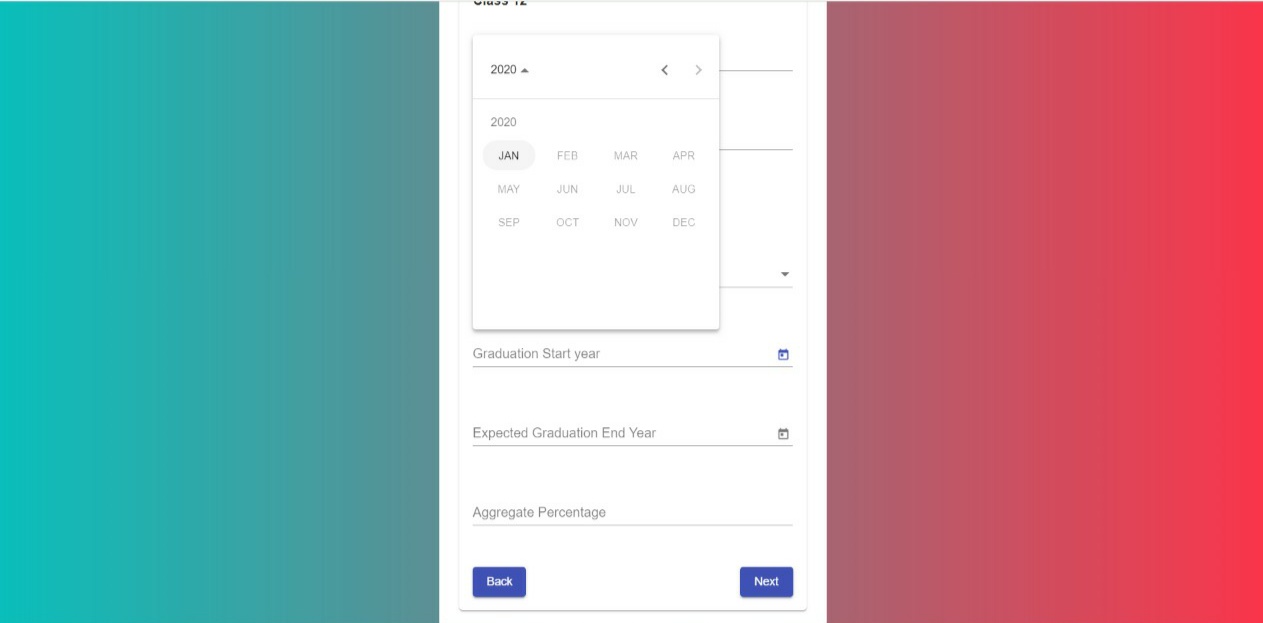 Class 12
2020
2020
JAN FEB MAR APR
MAY JUN JUL AUG
SEP OCT NOV DEC
Graduation Start year
Expected Graduation End Year
Aggregate Percentage
Back Next